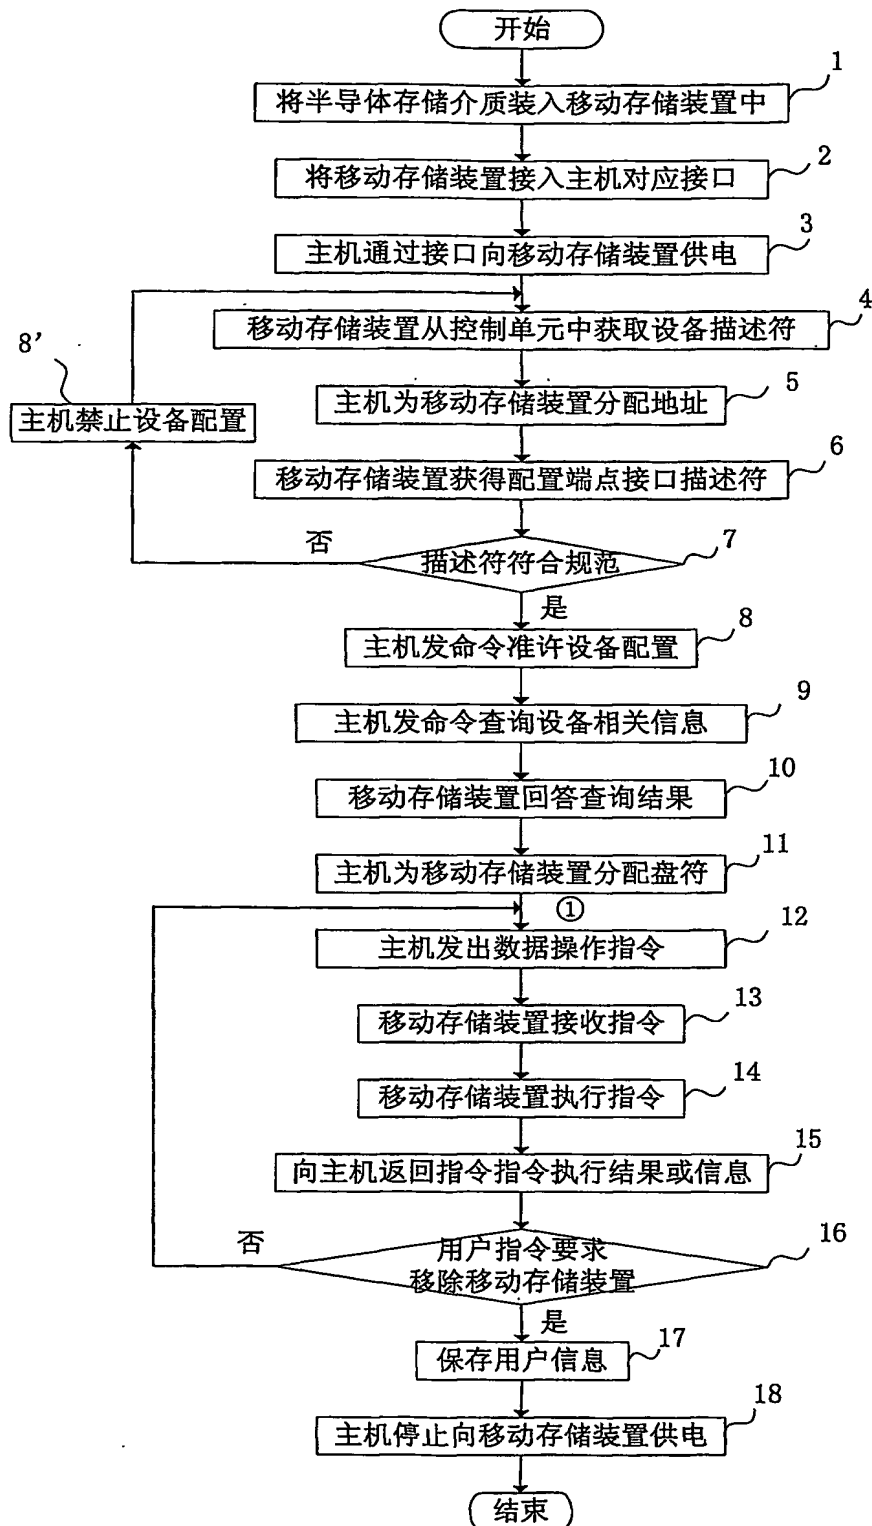 开始
1
将半导体存储介质装入移动存储装置中
2
将移动存储装置接入主机对应接口
3
主机通过接口向移动存储装置供电
4
移动存储装置从控制单元中获取设备描述符
8'
5
主机为移动存储装置分配地址
主机禁止设备配置
6
移动存储装置获得配置端点接口描述符
否
7
描述符符合规范
是
8
主机发命令准许设备配置
9
主机发命令查询设备相关信息
10
移动存储装置回答查询结果
11
主机为移动存储装置分配盘符
①
12
主机发出数据操作指令
13
移动存储装置接收指令
14
移动存储装置执行指令
15
向主机返回指令指令执行结果或信息
否
16
用户指令要求
移除移动存储装置
是
17
保存用户信息
18
主机停止向移动存储装置供电
结束